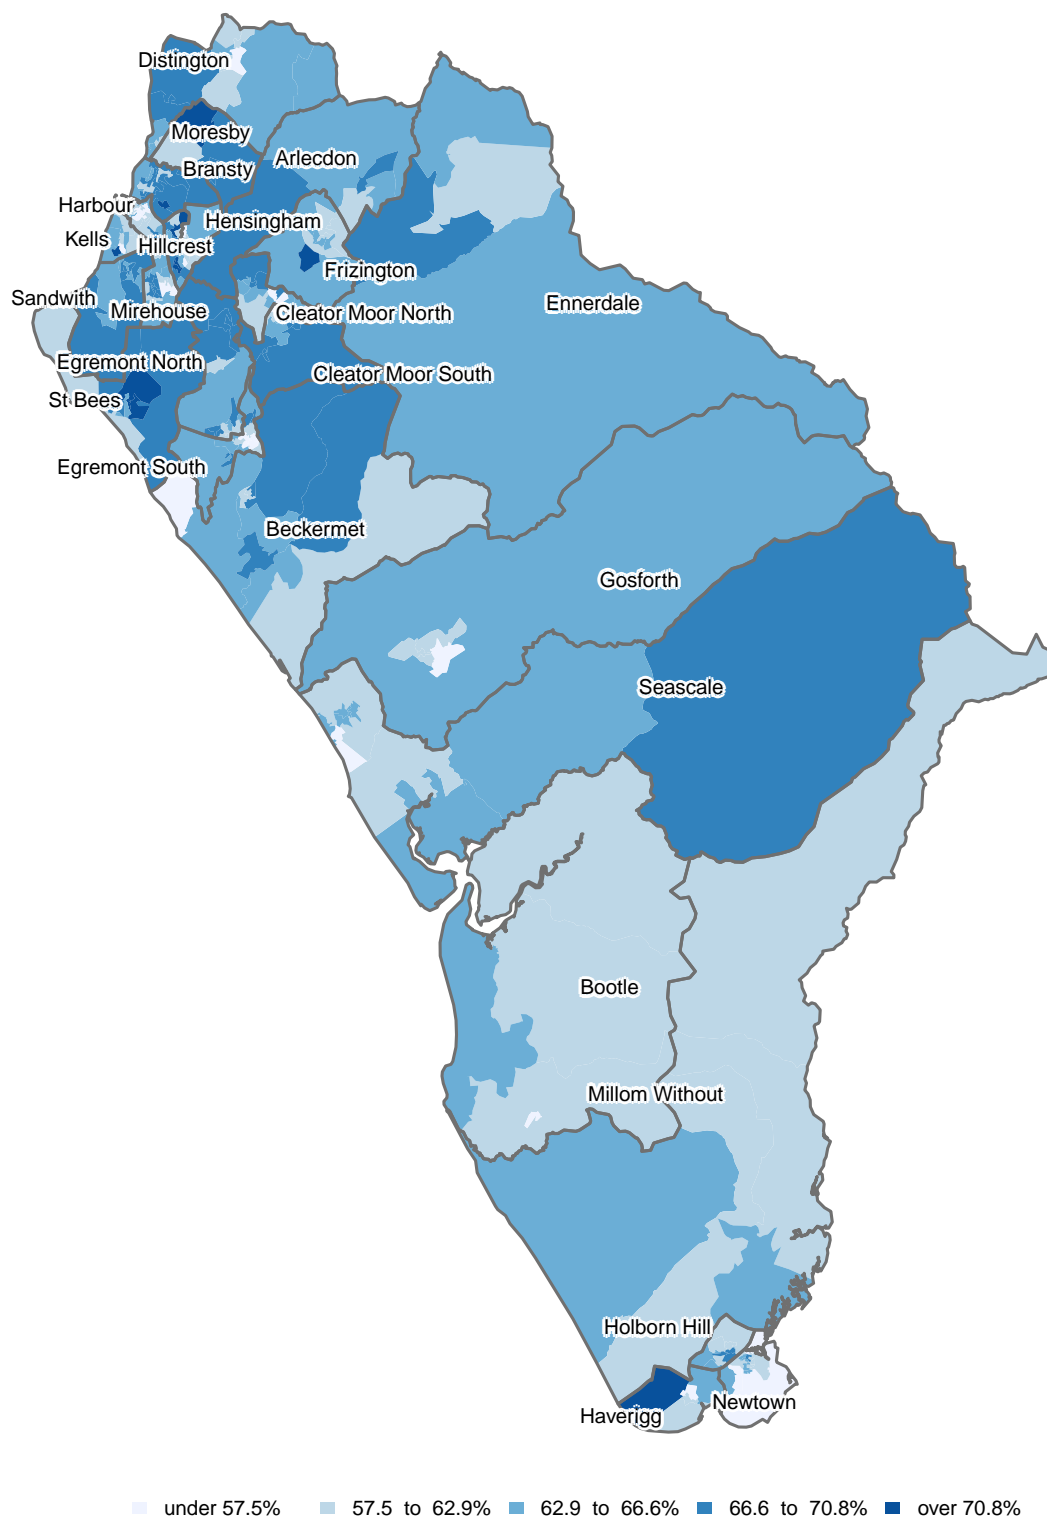 Distington
Moresby
Arlecdon
Bransty
Harbour
Hensingham
Kells
Hillcrest
Frizington
Sandwith
Ennerdale
Mirehouse
Cleator Moor North
Egremont North
Cleator Moor South
St Bees
Egremont South
Beckermet
Gosforth
Seascale
Bootle
Millom Without
Holborn Hill
Newtown
Haverigg
under 57.5% 57.5 to 62.9% 62.9 to 66.6% 66.6 to 70.8% over 70.8%